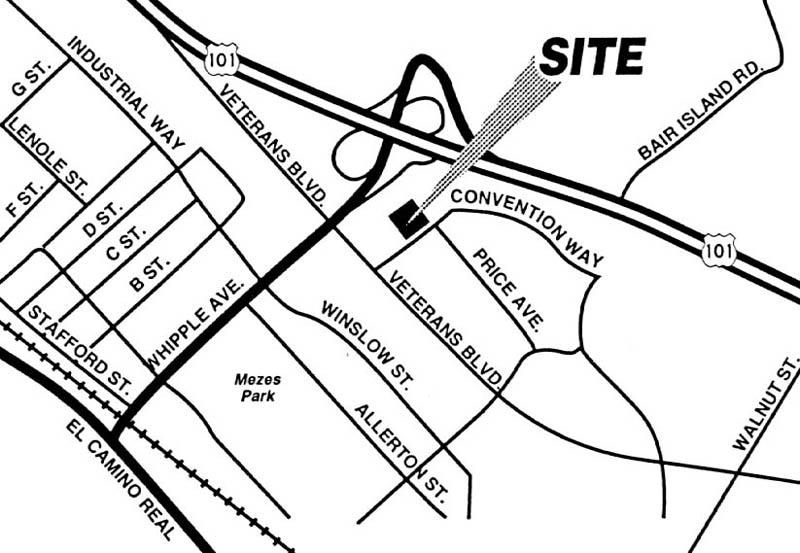 SITE
101
G ST.
INDUSTRIAL WAY
VETERANS BLVD.
BAIR ISLAND RD.
LENOLE ST.
F ST.
D ST.
C ST.
B ST.
CONVENTION WAY
101
PRICE AVE.
WHIPPLE AVE.
VETERANS BLVD.
WINSLOW ST.
STAFFORD ST.
Mezes
Park
ALLERTON ST.
WALNUT ST.
EL CAMINO REAL